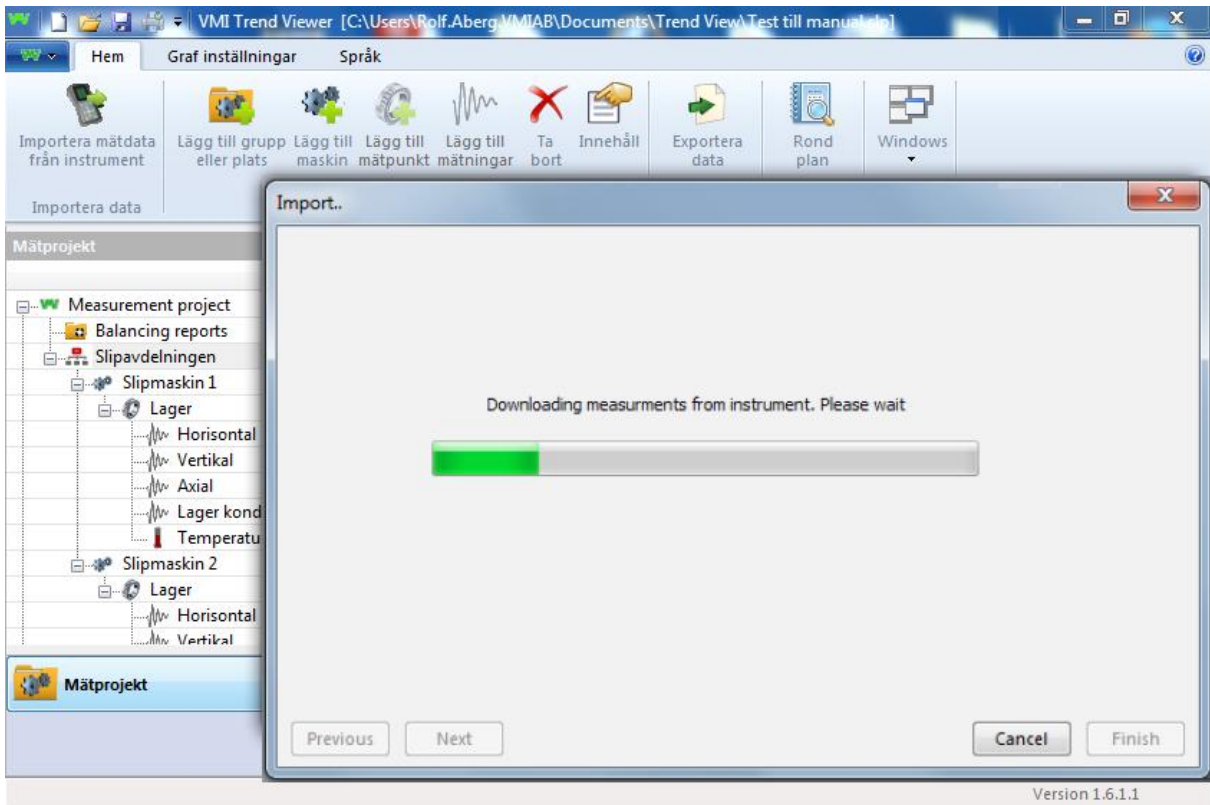 VMI Trend Viewer [C:\Users\Rolf.Aberg.VMIAB\Documents\Trend View\Test till manual.slp]
Hem Graf inställningar Språk
Importera mätdata från instrument
Lägg till grupp eller plats
Lägg till maskin
Lägg till mätpunkt
Lägg till mätningar
Ta bort
Innehåll
Exportera data
Rond plan
Windows
Importera data
Import..
Mätprojekt
Measurement project
Balancing reports
Slipavdelningen
Slipmaskin 1
Lager
Horisontal
Vertikal
Axial
Lager kond
Temperatu
Slipmaskin 2
Lager
Horisontal
Vertikal
Mätprojekt
Downloading measurments from instrument. Please wait
Previous Next Cancel Finish
Version 1.6.1.1